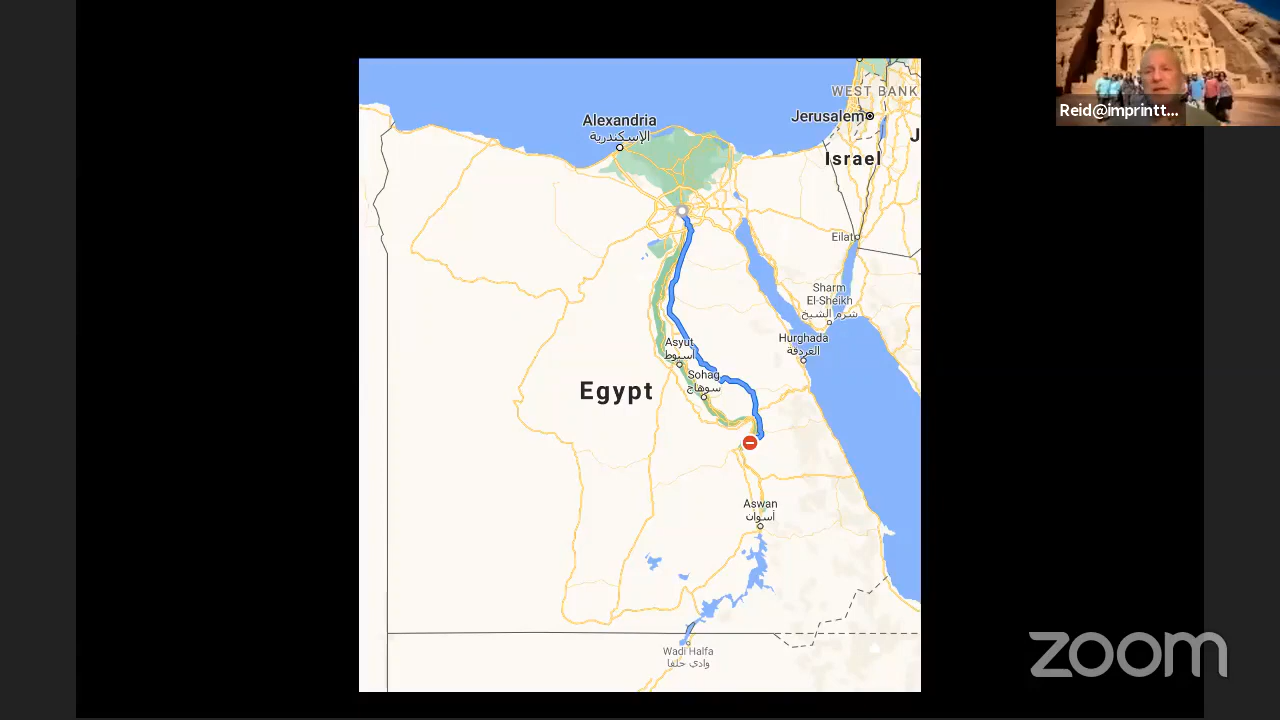 Reid@imprintt...
WEST BANK
Jerusalem
J
Alexandria
الإسكندرية
Israel
Eilat
Sharm
El-Sheikh
شرم الشيخ
Hurghada
الغردقة
Asyut
أسيوط
Sohag
سوهاج
Egypt
Aswan
أسوان
Wadi Halfa
وادي حلفا
zoom